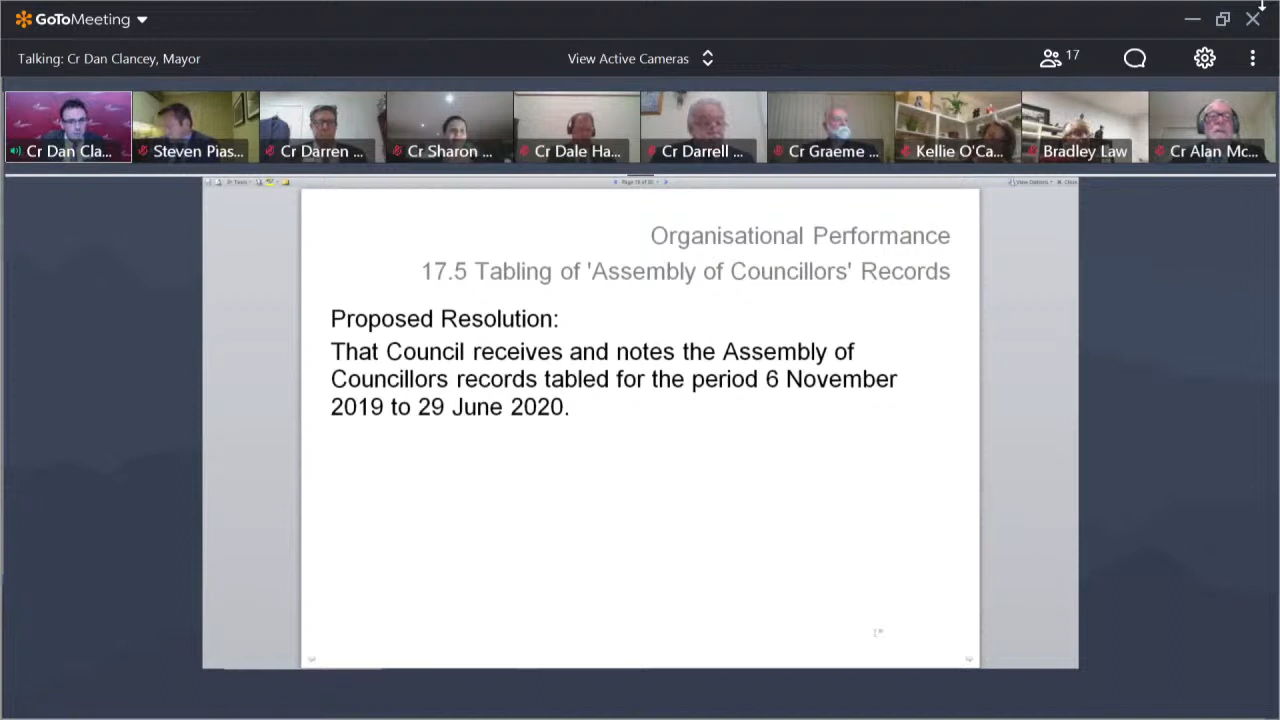 GoToMeeting
Talking: Cr Dan Clancey, Mayor
View Active Cameras
17
Cr Dan Cla...
Steven Pias...
Cr Darren ...
Cr Sharon ...
Cr Dale Ha...
Cr Darrell ...
Cr Graeme ...
Kellie O'Ca...
Bradley Law
Cr Alan Mc...
Organisational Performance
17.5 Tabling of 'Assembly of Councillors' Records
Proposed Resolution:
That Council receives and notes the Assembly of
Councillors records tabled for the period 6 November
2019 to 29 June 2020.